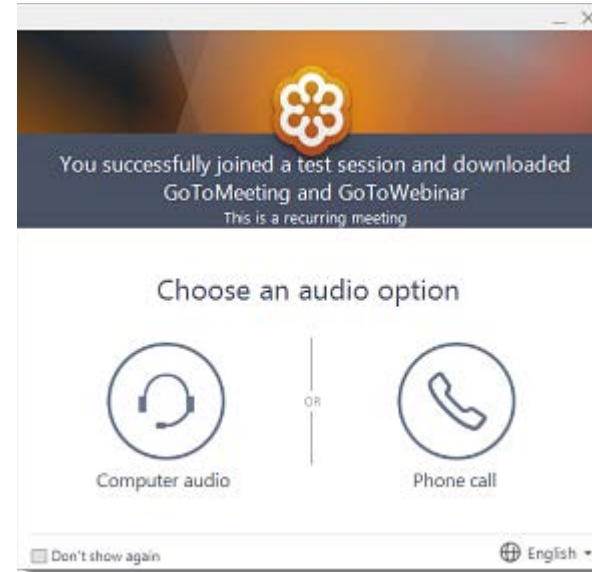 You successfully joined a test session and downloaded
GoToMeeting and GoToWebinar
This is a recurring meeting
Choose an audio option
OR
Computer audio
Phone call
Don't show again
English